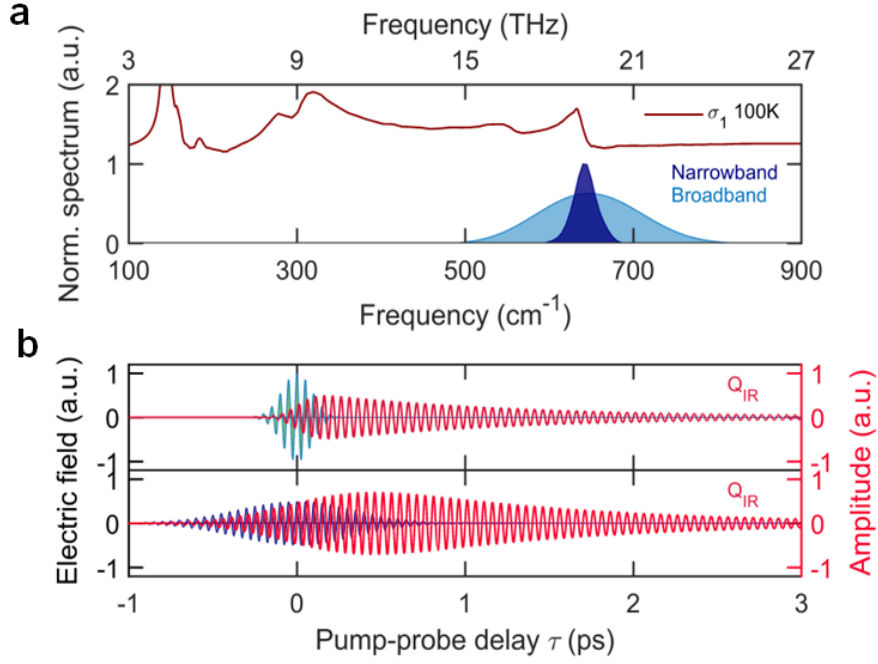 a
Frequency (THz)
3 9 15 21 27
Norm. spectrum (a.u.)
2
1
0
σ₁ 100K
Narrowband
Broadband
100 300 500 700 900
Frequency (cm⁻¹)
b
Electric field (a.u.)
Amplitude (a.u.)
1
0
-1
Q_IR
1
0
-1
1
0
-1
Q_IR
1
0
-1
-1 0 1 2 3
Pump-probe delay τ (ps)